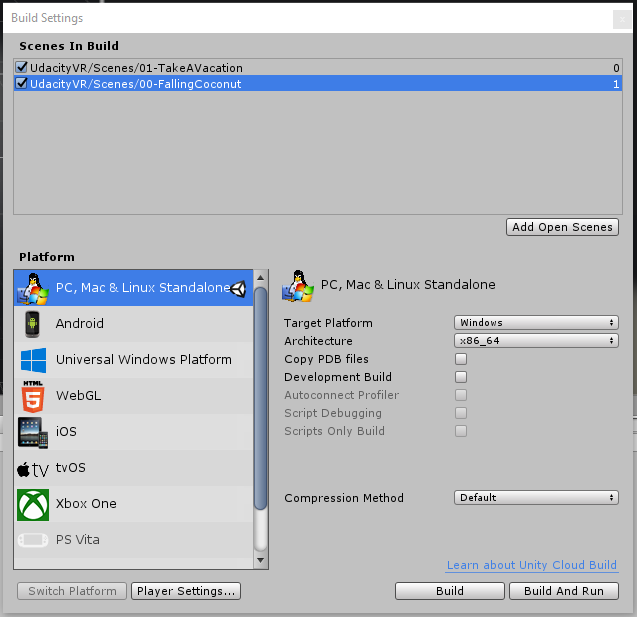 Build Settings
x
Scenes In Build
UdacityVR/Scenes/01-TakeAVacation 0
UdacityVR/Scenes/00-FallingCoconut 1
Add Open Scenes
Platform
PC, Mac & Linux Standalone
Android
Universal Windows Platform
HTML
5
WebGL
iOS
tv
tvOS
Xbox One
PS Vita
PC, Mac & Linux Standalone
Target Platform Windows
Architecture x86_64
Copy PDB files
Development Build
Autoconnect Profiler
Script Debugging
Scripts Only Build
Compression Method Default
Learn about Unity Cloud Build
Switch Platform Player Settings... Build Build And Run